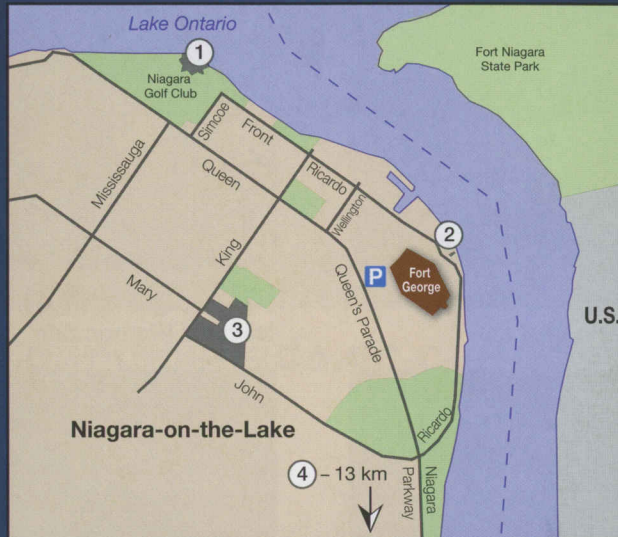 Lake Ontario
1
Fort Niagara
State Park
Niagara
Golf Club
Simcoe
Front
Mississauga
Queen
Ricardo
Wellington
King
2
P
Fort
George
Mary
Queen's Parade
U.S.
3
John
Niagara-on-the-Lake
Ricardo
4 – 13 km
Niagara
Parkway